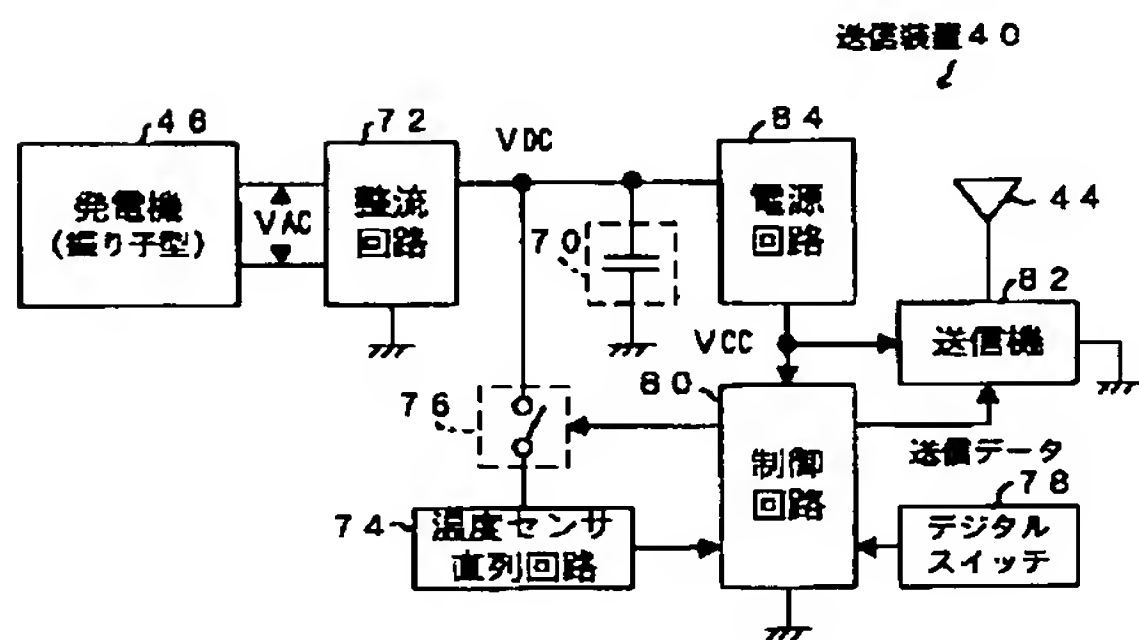 送信装置40
46
72
VDC
84
発電機
(振り子型)
VAC
整流
回路
70
電源
回路
44
82
送信機
VCC
76
80
制御
回路
送信データ
78
74
温度センサ
直列回路
デジタル
スイッチ